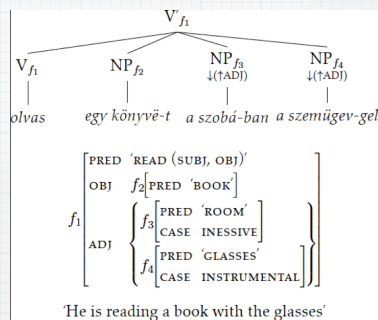 V′f1
Vf1 NPf2 NPf3 NPf4
↓(↑ADJ) ↓(↑ADJ)
olvas egy könyvë-t a szobá-ban a szemügev-gel
PRED ‘READ ⟨SUBJ, OBJ⟩’
OBJ f2[PRED ‘BOOK’]
f1 ADJ { f3[PRED ‘ROOM’
CASE INESSIVE]
f4[PRED ‘GLASSES’
CASE INSTRUMENTAL] }
‘He is reading a book with the glasses’